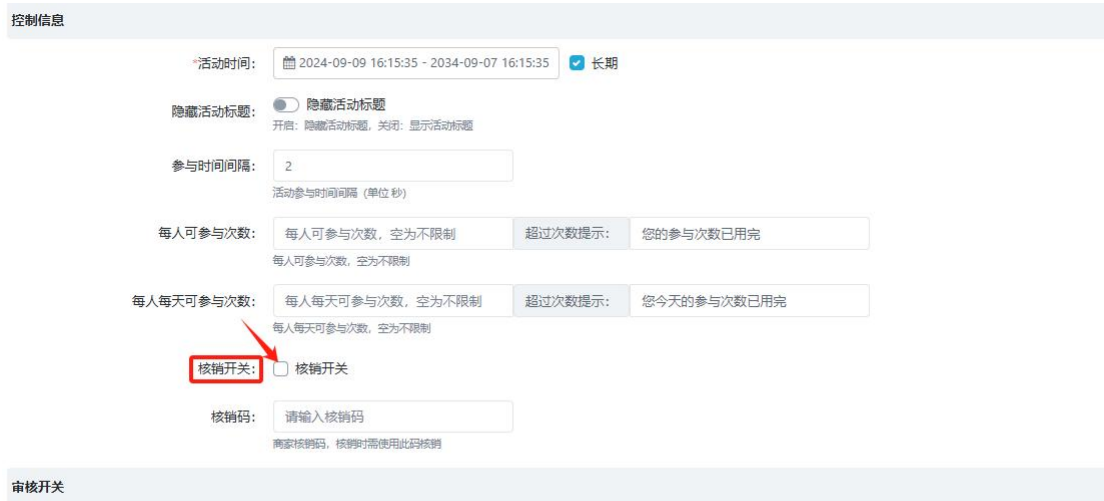 控制信息
*活动时间: 2024-09-09 16:15:35 - 2034-09-07 16:15:35 长期
隐藏活动标题: 隐藏活动标题
开启: 隐藏活动标题, 关闭: 显示活动标题
参与时间间隔: 2
活动参与时间间隔 (单位 秒)
每人可参与次数: 每人可参与次数, 空为不限制 超过次数提示: 您的参与次数已用完
每人可参与次数, 空为不限制
每人每天可参与次数: 每人每天可参与次数, 空为不限制 超过次数提示: 您今天的参与次数已用完
每人每天可参与次数, 空为不限制
核销开关: 核销开关
核销码: 请输入核销码
商家核销码, 核销时需使用此码核销
审核开关